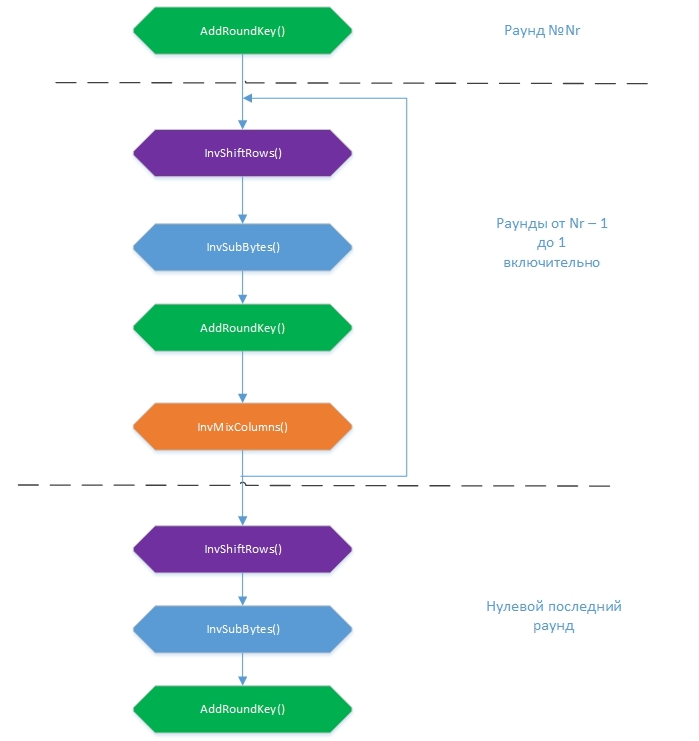 AddRoundKey()
Раунд №Nr
InvShiftRows()
InvSubBytes()
Раунды от Nr – 1
до 1
включительно
AddRoundKey()
InvMixColumns()
InvShiftRows()
InvSubBytes()
Нулевой последний
раунд
AddRoundKey()